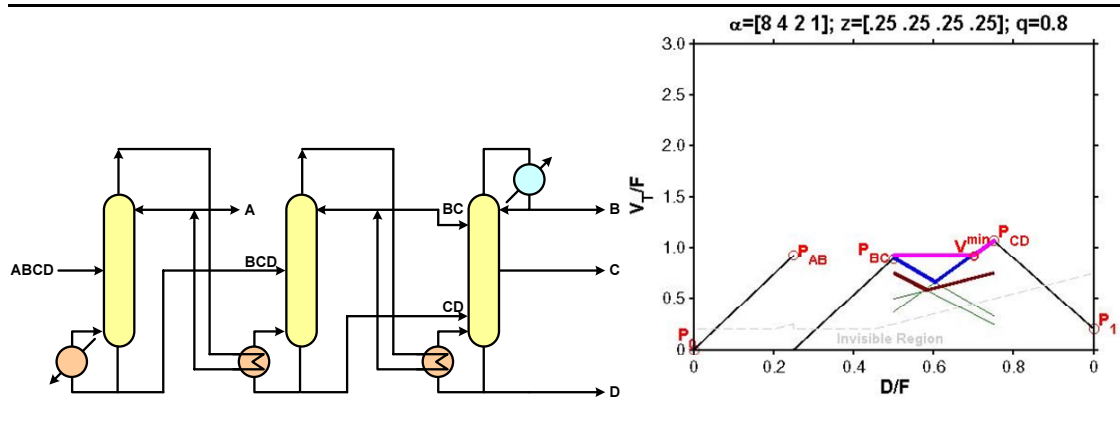 α=[8 4 2 1]; z=[.25 .25 .25 .25]; q=0.8
ABCD
A
BCD
BC
CD
B
C
D
V_T/F
3.0
2.5
2.0
1.5
1.0
0.5
0
P_AB
P_BC
V^min
P_CD
P_1
Invisible Region
0
0.2
0.4
0.6
0.8
0
D/F